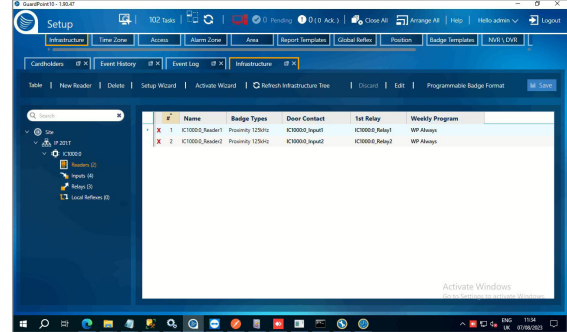 GuardPoint10 - 1.90.47
Setup
102 Tasks
0 Pending
0 ( 0 Ack. )
Close All
Arrange All
Help
Hello admin
Logout
Infrastructure
Time Zone
Access
Alarm Zone
Area
Report Templates
Global Reflex
Position
Badge Templates
NVR \ DVR
Cardholders
Event History
Event Log
Infrastructure
Table
New Reader
Delete
Setup Wizard
Activate Wizard
Refresh Infrastructure Tree
Discard
Edit
Programmable Badge Format
Save
Search
Site
IP 2017
IC1000:0
Readers (2)
Inputs (4)
Relays (3)
Local Reflexes (0)
# Name Badge Types Door Contact 1st Relay Weekly Program
X 1 IC1000:0_Reader1 Proximity 125kHz IC1000:0_Input1 IC1000:0_Relay1 WP Always
X 2 IC1000:0_Reader2 Proximity 125kHz IC1000:0_Input2 IC1000:0_Relay2 WP Always
Activate Windows
Go to Settings to activate Windows.
ENG 11:34
UK 07/08/2023